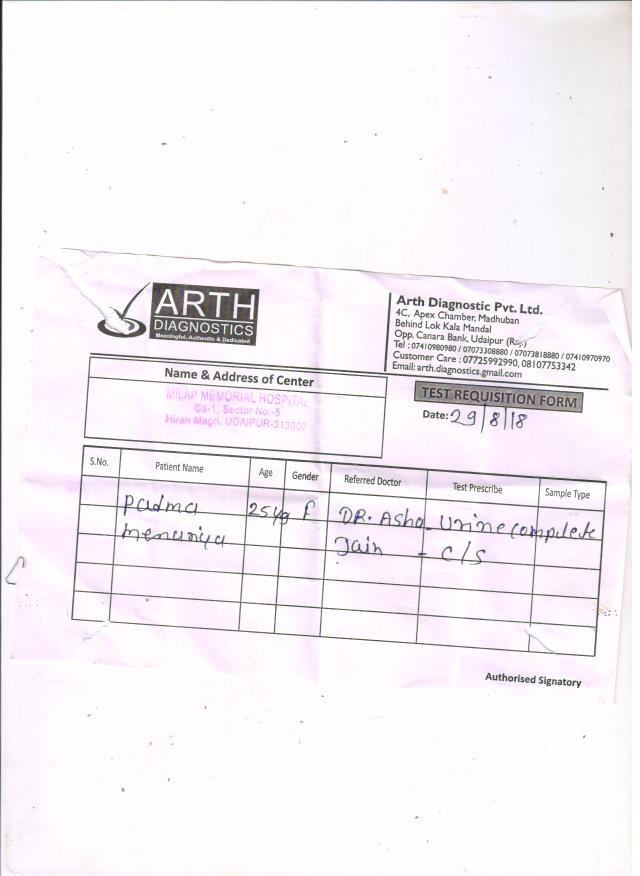 ARTH
DIAGNOSTICS
Meaningful, Authentic & Dedicated
Arth Diagnostic Pvt. Ltd.
4C, Apex Chamber, Madhuban
Behind Lok Kala Mandal
Opp. Canara Bank, Udaipur (Raj.)
Tel : 07410980980 / 07073308880 / 07073818880 / 07410970970
Customer Care : 07725992990, 08107753342
Email: arth.diagnostics.gmail.com
Name & Address of Center
MILAP MEMORIAL HOSPITAL
Ga-1, Sector No.-5
Hiran Magri, UDAIPUR-313002
TEST REQUISITION FORM
Date: 29/8/18
S.No. Patient Name Age Gender Referred Doctor Test Prescribe Sample Type
Padma 25 F DR. Asha - Urine complete
menariya Jain - C/S
Authorised Signatory